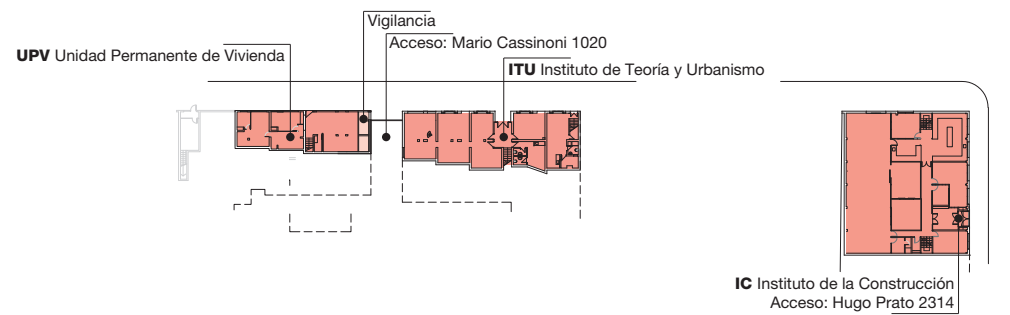 Vigilancia
Acceso: Mario Cassinoni 1020
UPV Unidad Permanente de Vivienda
ITU Instituto de Teoría y Urbanismo
IC Instituto de la Construcción
Acceso: Hugo Prato 2314